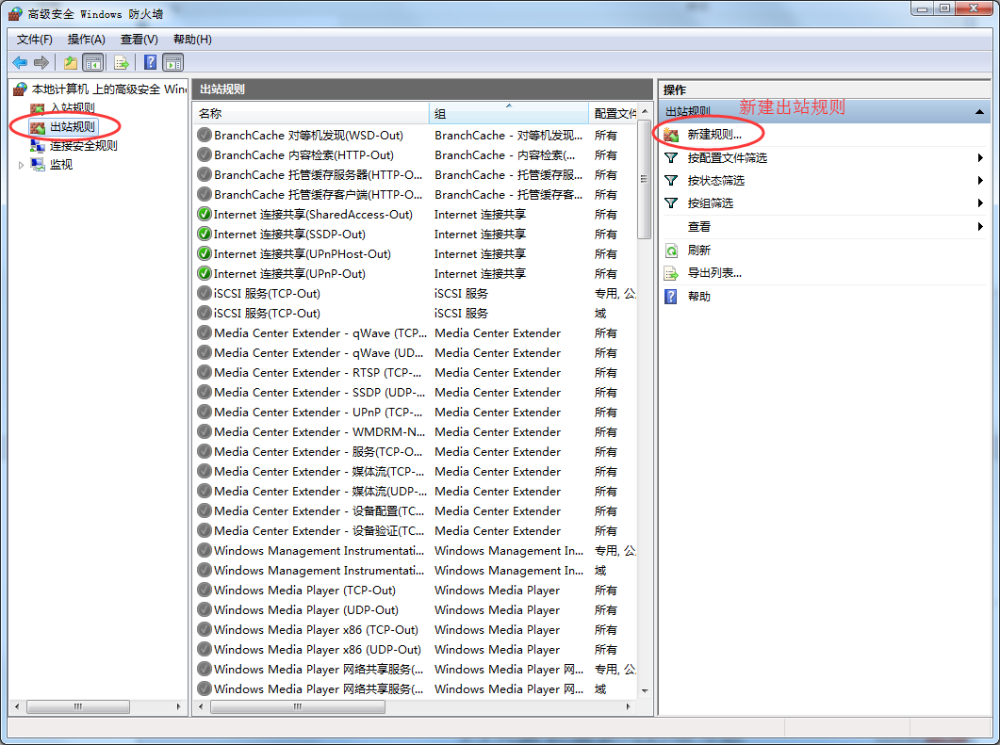 高级安全 Windows 防火墙
文件(F) 操作(A) 查看(V) 帮助(H)
本地计算机 上的高级安全 Win
入站规则
出站规则
连接安全规则
监视
出站规则
名称 组 配置文件
BranchCache 对等机发现(WSD-Out) BranchCache - 对等机发现... 所有
BranchCache 内容检索(HTTP-Out) BranchCache - 内容检索(... 所有
BranchCache 托管缓存服务器(HTTP-O... BranchCache - 托管缓存服... 所有
BranchCache 托管缓存客户端(HTTP-O... BranchCache - 托管缓存客... 所有
Internet 连接共享(SharedAccess-Out) Internet 连接共享 所有
Internet 连接共享(SSDP-Out) Internet 连接共享 所有
Internet 连接共享(UPnPHost-Out) Internet 连接共享 所有
Internet 连接共享(UPnP-Out) Internet 连接共享 所有
iSCSI 服务(TCP-Out) iSCSI 服务 专用, 公
iSCSI 服务(TCP-Out) iSCSI 服务 域
Media Center Extender - qWave (TCP... Media Center Extender 所有
Media Center Extender - qWave (UD... Media Center Extender 所有
Media Center Extender - RTSP (TCP-... Media Center Extender 所有
Media Center Extender - SSDP (UDP-... Media Center Extender 所有
Media Center Extender - UPnP (TCP-... Media Center Extender 所有
Media Center Extender - WMDRM-N... Media Center Extender 所有
Media Center Extender - 服务(TCP-O... Media Center Extender 所有
Media Center Extender - 媒体流(TCP-... Media Center Extender 所有
Media Center Extender - 媒体流(UDP-... Media Center Extender 所有
Media Center Extender - 设备配置(TC... Media Center Extender 所有
Media Center Extender - 设备验证(TC... Media Center Extender 所有
Windows Management Instrumentati... Windows Management In... 专用, 公
Windows Management Instrumentati... Windows Management In... 域
Windows Media Player (TCP-Out) Windows Media Player 所有
Windows Media Player (UDP-Out) Windows Media Player 所有
Windows Media Player x86 (TCP-Out) Windows Media Player 所有
Windows Media Player x86 (UDP-Out) Windows Media Player 所有
Windows Media Player 网络共享服务(... Windows Media Player 网... 专用, 公
Windows Media Player 网络共享服务(... Windows Media Player 网... 域
操作
出站规则 新建出站规则
新建规则...
按配置文件筛选
按状态筛选
按组筛选
查看
刷新
导出列表...
帮助